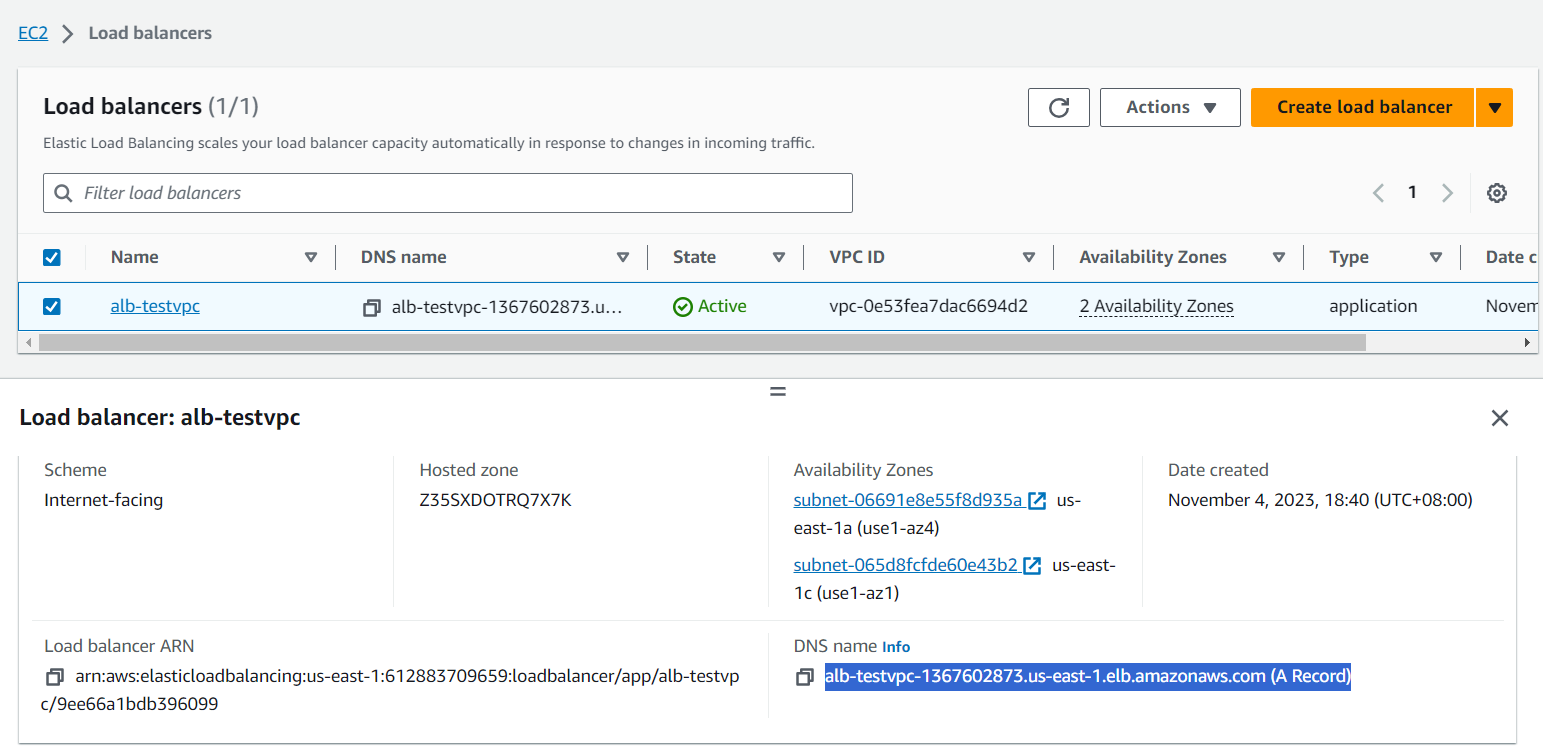 EC2 > Load balancers
Load balancers (1/1)
Actions
Create load balancer
Elastic Load Balancing scales your load balancer capacity automatically in response to changes in incoming traffic.
Filter load balancers
1
Name DNS name State VPC ID Availability Zones Type Date c
alb-testvpc alb-testvpc-1367602873.u... Active vpc-0e53fea7dac6694d2 2 Availability Zones application Novem
Load balancer: alb-testvpc
Scheme
Internet-facing
Hosted zone
Z35SXDOTRQ7X7K
Availability Zones
subnet-06691e8e55f8d935a us-
east-1a (use1-az4)
subnet-065d8fcfde60e43b2 us-east-
1c (use1-az1)
Date created
November 4, 2023, 18:40 (UTC+08:00)
Load balancer ARN
arn:aws:elasticloadbalancing:us-east-1:612883709659:loadbalancer/app/alb-testvp
c/9ee66a1bdb396099
DNS name Info
alb-testvpc-1367602873.us-east-1.elb.amazonaws.com (A Record)